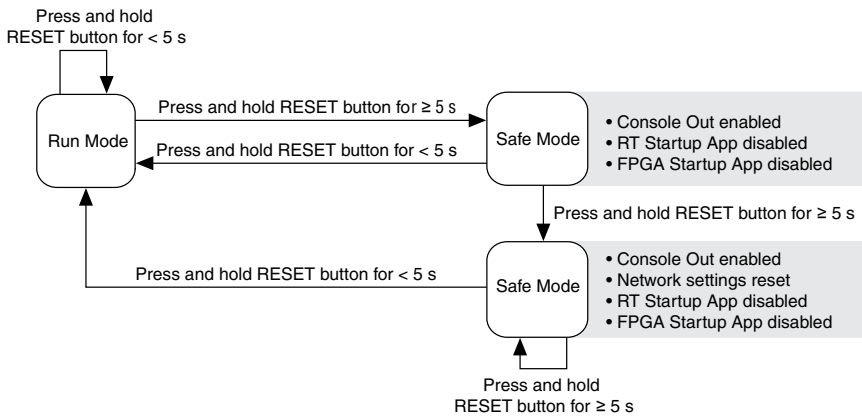 Press and hold
RESET button for < 5 s
Press and hold RESET button for ≥ 5 s
Run Mode
Safe Mode
• Console Out enabled
• RT Startup App disabled
• FPGA Startup App disabled
Press and hold RESET button for < 5 s
Press and hold RESET button for ≥ 5 s
Press and hold RESET button for < 5 s
Safe Mode
• Console Out enabled
• Network settings reset
• RT Startup App disabled
• FPGA Startup App disabled
Press and hold
RESET button for ≥ 5 s